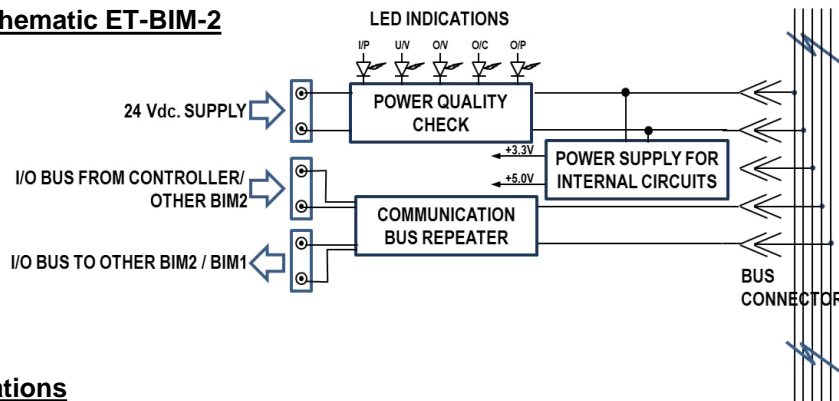 hematic ET-BIM-2
LED INDICATIONS
I/P U/V O/V O/C O/P
24 Vdc. SUPPLY
POWER QUALITY
CHECK
+3.3V
+5.0V
POWER SUPPLY FOR
INTERNAL CIRCUITS
I/O BUS FROM CONTROLLER/
OTHER BIM2
COMMUNICATION
BUS REPEATER
I/O BUS TO OTHER BIM2 / BIM1
BUS
CONNECTOR
ations